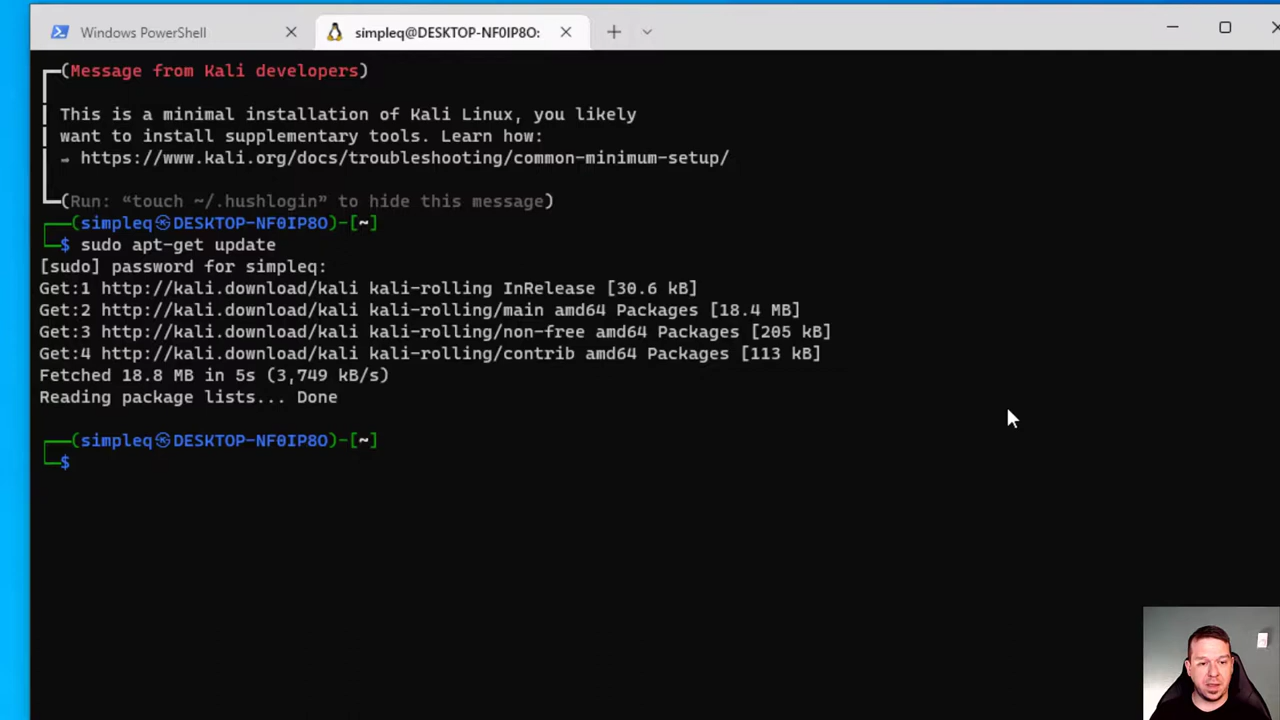 Windows PowerShell
simpleq@DESKTOP-NF0IP8O:
(Message from Kali developers)
This is a minimal installation of Kali Linux, you likely
want to install supplementary tools. Learn how:
⇒ https://www.kali.org/docs/troubleshooting/common-minimum-setup/
(Run: “touch ~/.hushlogin” to hide this message)
(simpleq㉿DESKTOP-NF0IP8O)-[~]
$ sudo apt-get update
[sudo] password for simpleq:
Get:1 http://kali.download/kali kali-rolling InRelease [30.6 kB]
Get:2 http://kali.download/kali kali-rolling/main amd64 Packages [18.4 MB]
Get:3 http://kali.download/kali kali-rolling/non-free amd64 Packages [205 kB]
Get:4 http://kali.download/kali kali-rolling/contrib amd64 Packages [113 kB]
Fetched 18.8 MB in 5s (3,749 kB/s)
Reading package lists... Done
(simpleq㉿DESKTOP-NF0IP8O)-[~]
$